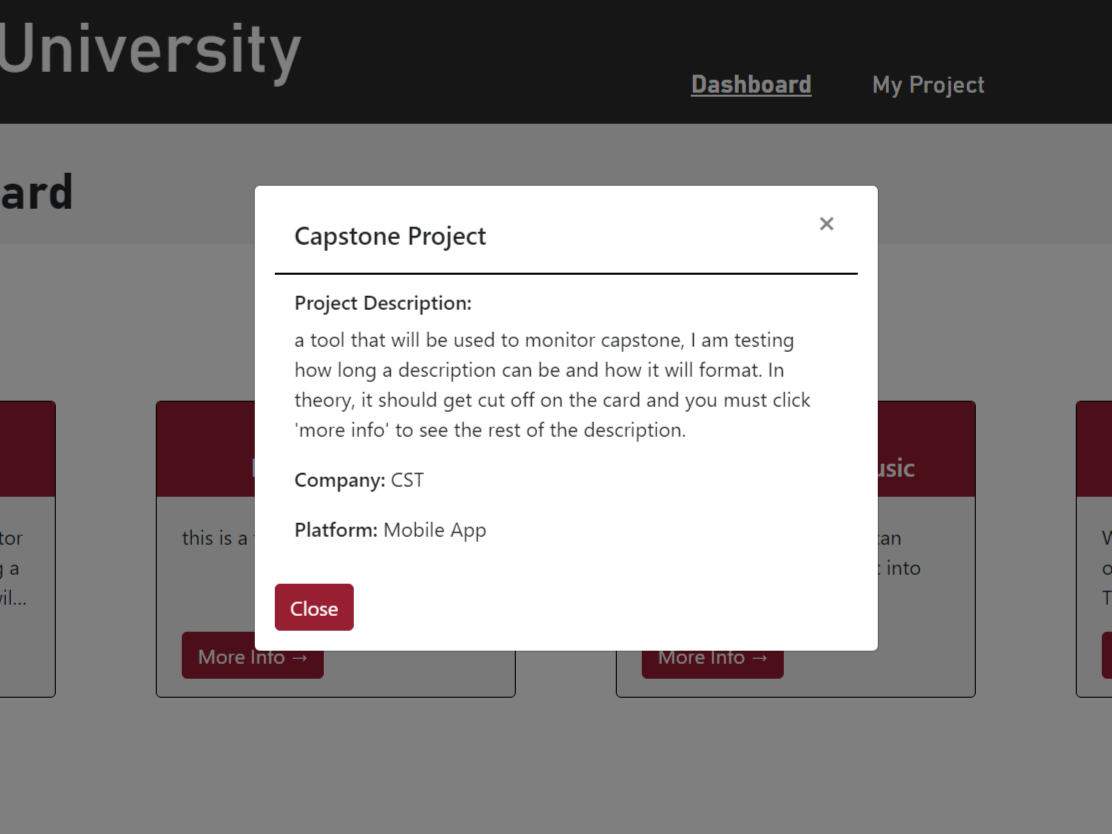 University
Dashboard
My Project
ard
Capstone Project
×
Project Description:
a tool that will be used to monitor capstone, I am testing
how long a description can be and how it will format. In
theory, it should get cut off on the card and you must click
'more info' to see the rest of the description.
Company: CST
Platform: Mobile App
Close
tor
g a
wil...
this is a
More Info →
usic
can
into
More Info →
W
o
T